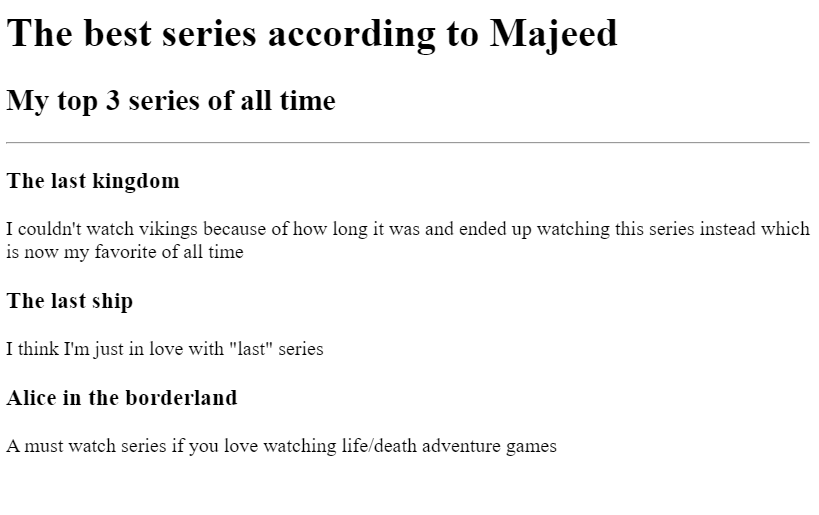 The best series according to Majeed
My top 3 series of all time
The last kingdom
I couldn't watch vikings because of how long it was and ended up watching this series instead which
is now my favorite of all time
The last ship
I think I'm just in love with "last" series
Alice in the borderland
A must watch series if you love watching life/death adventure games